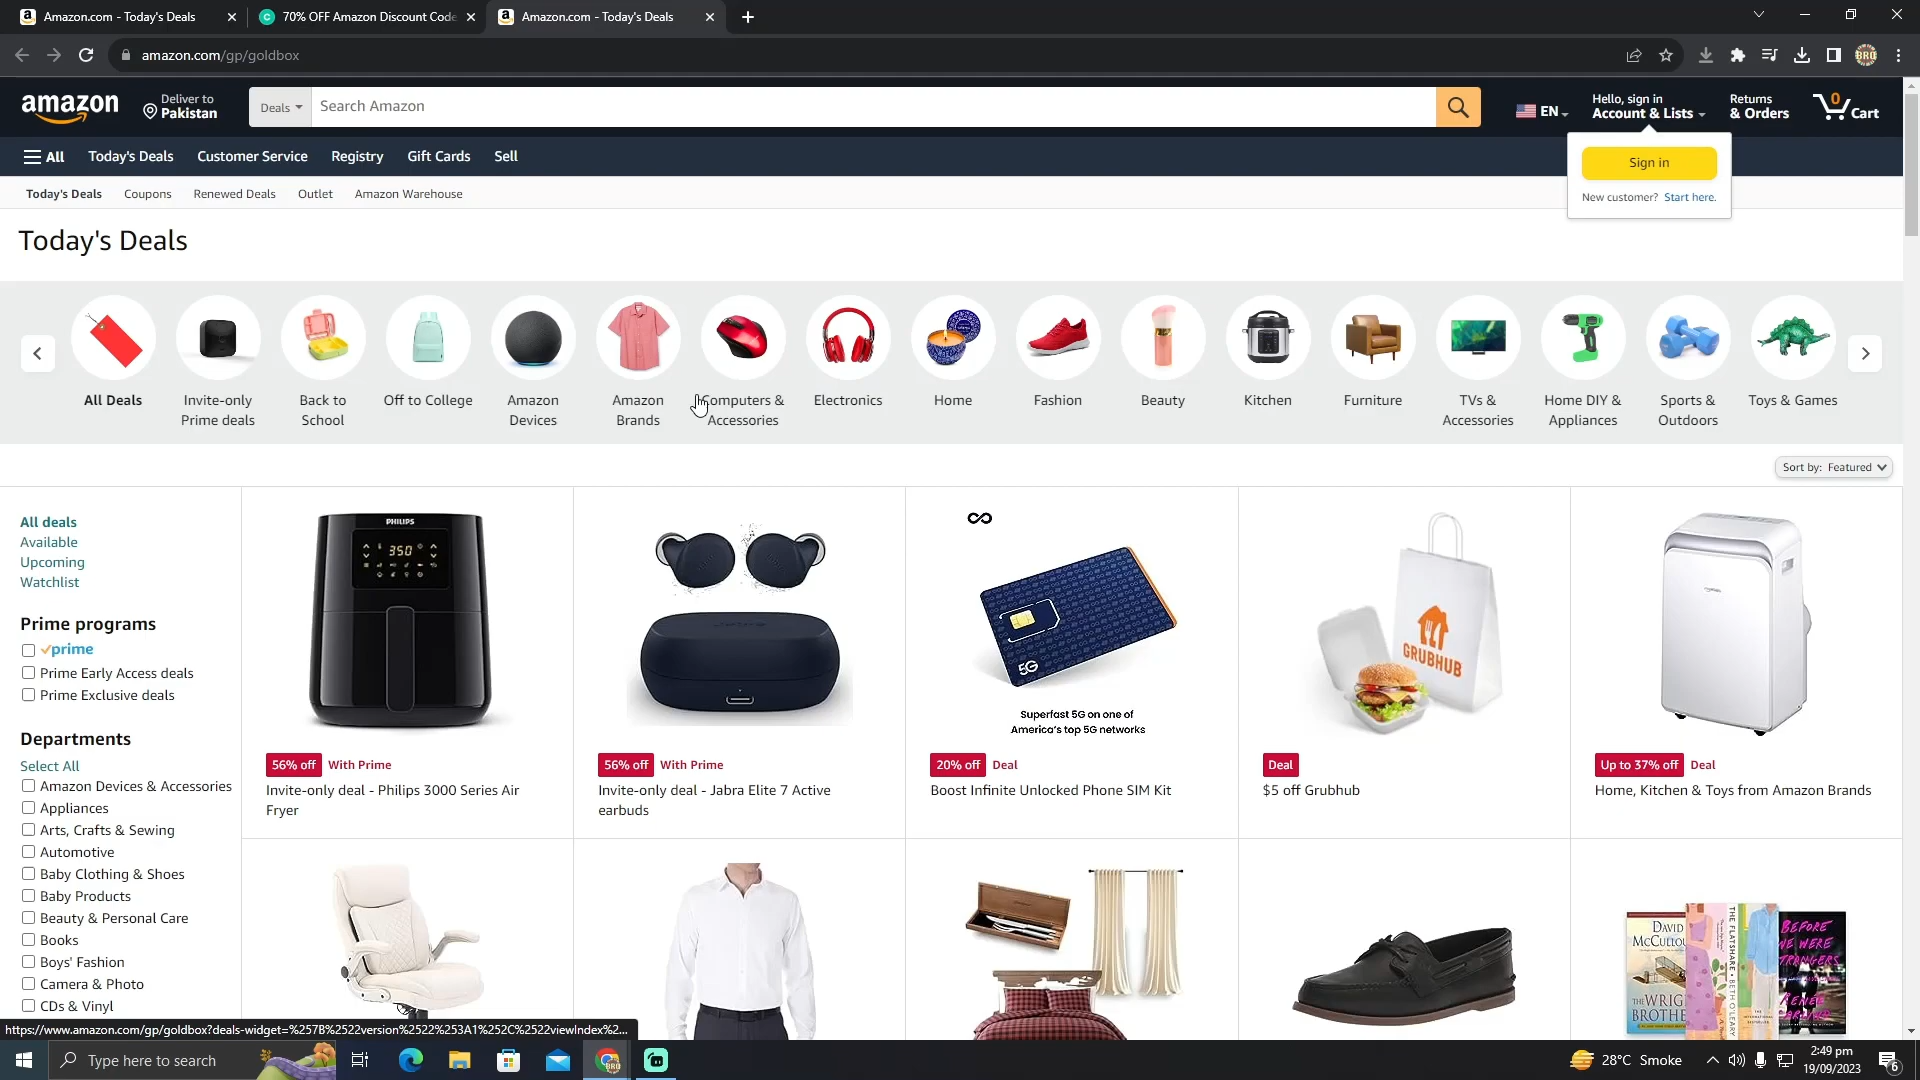 Amazon.com - Today's Deals
70% OFF Amazon Discount Code
Amazon.com - Today's Deals
amazon.com/gp/goldbox
BRO
amazon
Deliver to
Pakistan
Deals
Search Amazon
EN
Hello, sign in
Account & Lists
Returns
& Orders
0
Cart
All
Today's Deals
Customer Service
Registry
Gift Cards
Sell
Sign in
New customer? Start here.
Today's Deals
Coupons
Renewed Deals
Outlet
Amazon Warehouse
Today's Deals
All Deals
Invite-only
Prime deals
Back to
School
Off to College
Amazon
Devices
Amazon
Brands
Computers &
Accessories
Electronics
Home
Fashion
Beauty
Kitchen
Furniture
TVs &
Accessories
Home DIY &
Appliances
Sports &
Outdoors
Toys & Games
Sort by: Featured
All deals
Available
Upcoming
Watchlist
Prime programs
prime
Prime Early Access deals
Prime Exclusive deals
Departments
Select All
Amazon Devices & Accessories
Appliances
Arts, Crafts & Sewing
Automotive
Baby Clothing & Shoes
Baby Products
Beauty & Personal Care
Books
Boys' Fashion
Camera & Photo
CDs & Vinyl
PHILIPS
350
56% off With Prime
Invite-only deal - Philips 3000 Series Air
Fryer
56% off With Prime
Invite-only deal - Jabra Elite 7 Active
earbuds
5G
Superfast 5G on one of
America's top 5G networks
20% off Deal
Boost Infinite Unlocked Phone SIM Kit
GRUBHUB
Deal
$5 off Grubhub
Up to 37% off Deal
Home, Kitchen & Toys from Amazon Brands
DAVID
McCULLOU
THE WRIGH
BROTHE
THE FLATSHARE • BETH O'LEARY
BEFORE
WE WERE
STRANGERS
RENÉE
https://www.amazon.com/gp/goldbox?deals-widget=%257B%2522version%2522%253A1%252C%2522viewIndex%2...
Type here to search
BRO
28°C Smoke
2:49 pm
19/09/2023
6